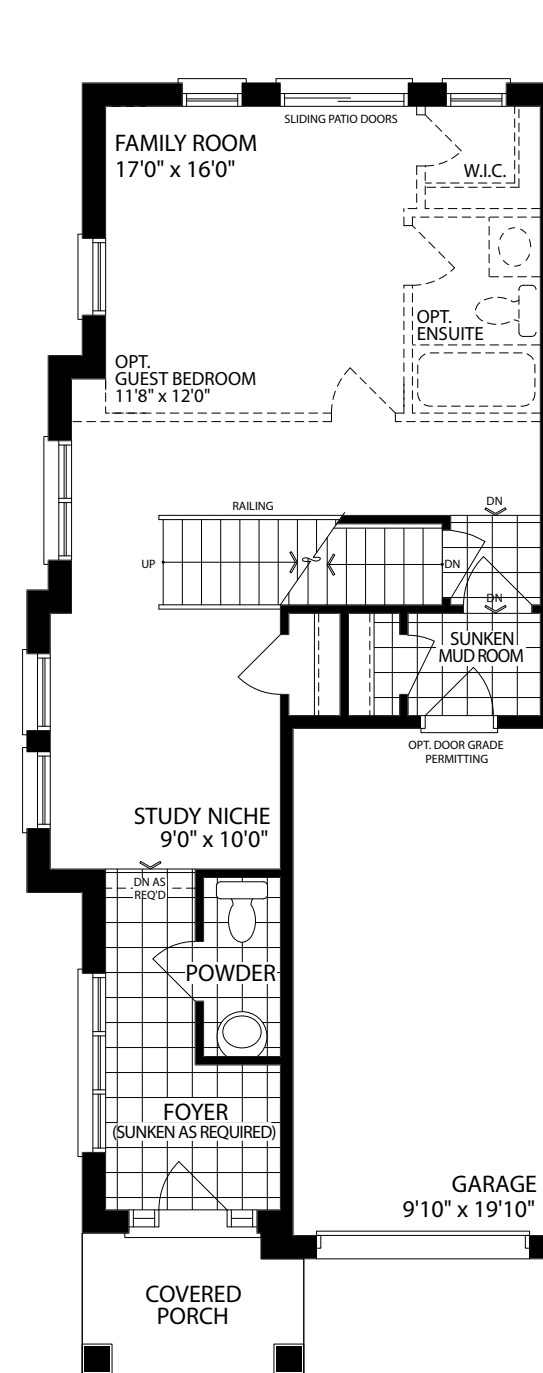 SLIDING PATIO DOORS
FAMILY ROOM
17'0" x 16'0"
W.I.C.
OPT.
ENSUITE
OPT.
GUEST BEDROOM
11'8" x 12'0"
RAILING
DN
UP
DN
DN
SUNKEN
MUD ROOM
OPT. DOOR GRADE
PERMITTING
STUDY NICHE
9'0" x 10'0"
DN AS
REQ'D
POWDER
FOYER
(SUNKEN AS REQUIRED)
GARAGE
9'10" x 19'10"
COVERED
PORCH